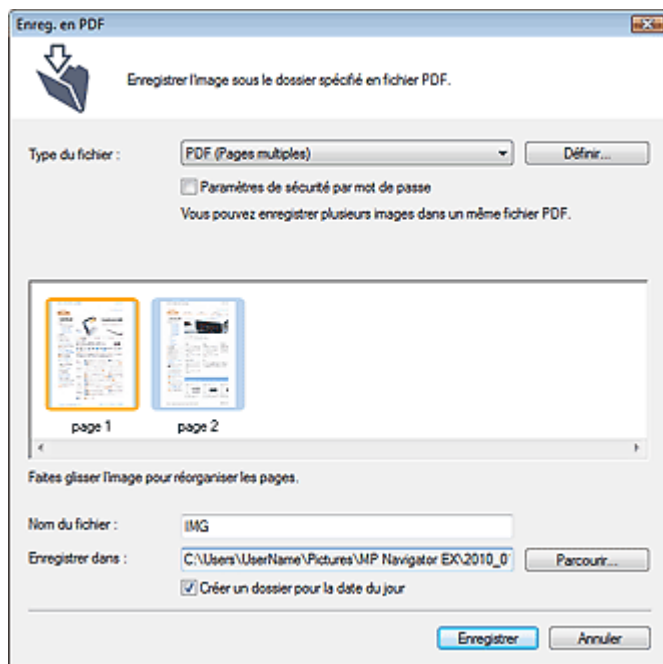 Enreg. en PDF
Enregistrer l'image sous le dossier spécifié en fichier PDF.
Type du fichier :
PDF (Pages multiples)
Définir...
Paramètres de sécurité par mot de passe
Vous pouvez enregistrer plusieurs images dans un même fichier PDF.
page 1
page 2
Faites glisser l'image pour réorganiser les pages.
Nom du fichier :
IMG
Enregistrer dans :
C:\Users\UserName\Pictures\MP Navigator EX\2010_0
Parcourir...
Créer un dossier pour la date du jour
Enregistrer
Annuler